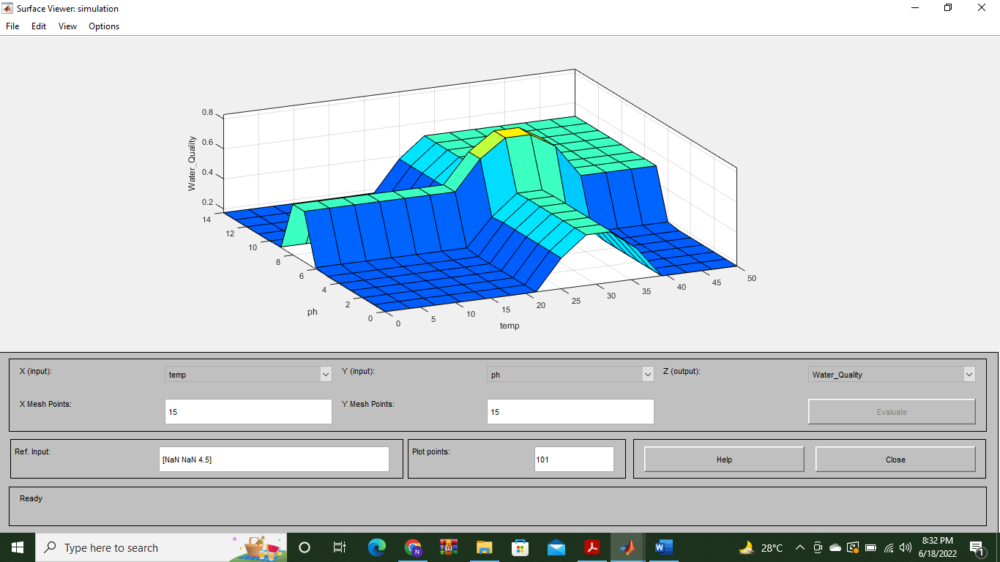 Surface Viewer: simulation
File Edit View Options
0.8
0.6
0.4
0.2
Water_Quality
14
12
10
8
6
4
2
0
ph
0
5
10
15
20
25
30
35
40
45
50
temp
X (input): temp Y (input): ph Z (output): Water_Quality
X Mesh Points: 15 Y Mesh Points: 15 Evaluate
Ref. Input: [NaN NaN 4.5] Plot points: 101 Help Close
Ready
Type here to search
N
W
28°C
8:32 PM
6/18/2022
1